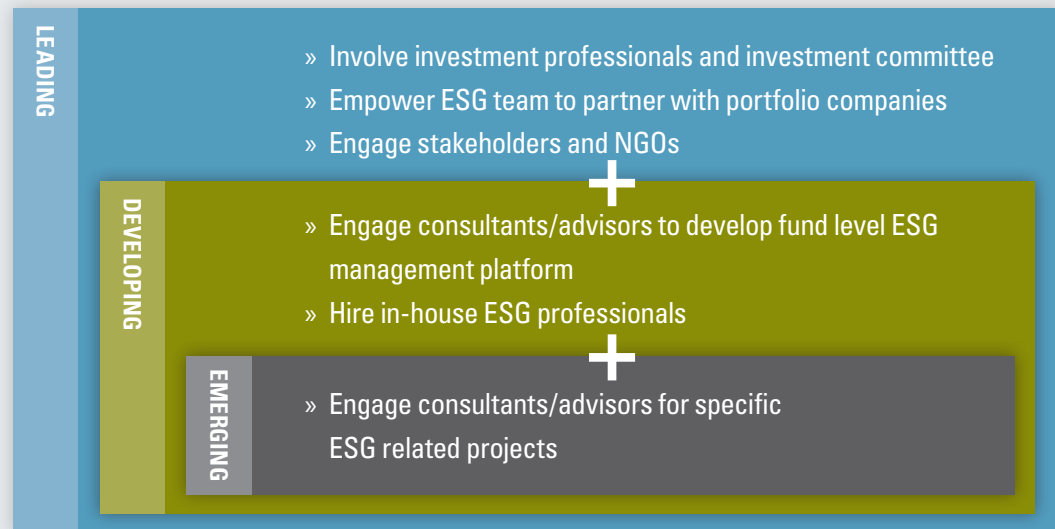 LEADING
» Involve investment professionals and investment committee
» Empower ESG team to partner with portfolio companies
» Engage stakeholders and NGOs
+
DEVELOPING
» Engage consultants/advisors to develop fund level ESG
management platform
» Hire in-house ESG professionals
+
EMERGING
» Engage consultants/advisors for specific
ESG related projects